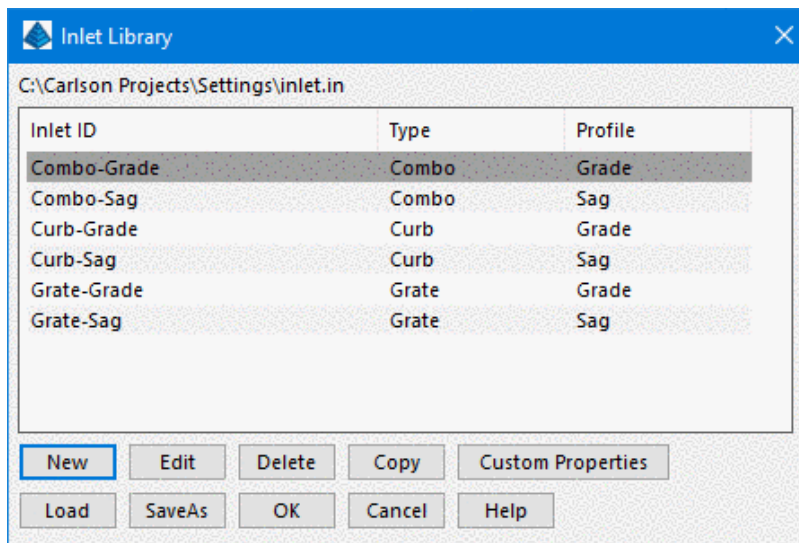 Inlet Library
C:\Carlson Projects\Settings\inlet.in
Inlet ID Type Profile
Combo-Grade Combo Grade
Combo-Sag Combo Sag
Curb-Grade Curb Grade
Curb-Sag Curb Sag
Grate-Grade Grate Grade
Grate-Sag Grate Sag
New Edit Delete Copy Custom Properties
Load SaveAs OK Cancel Help